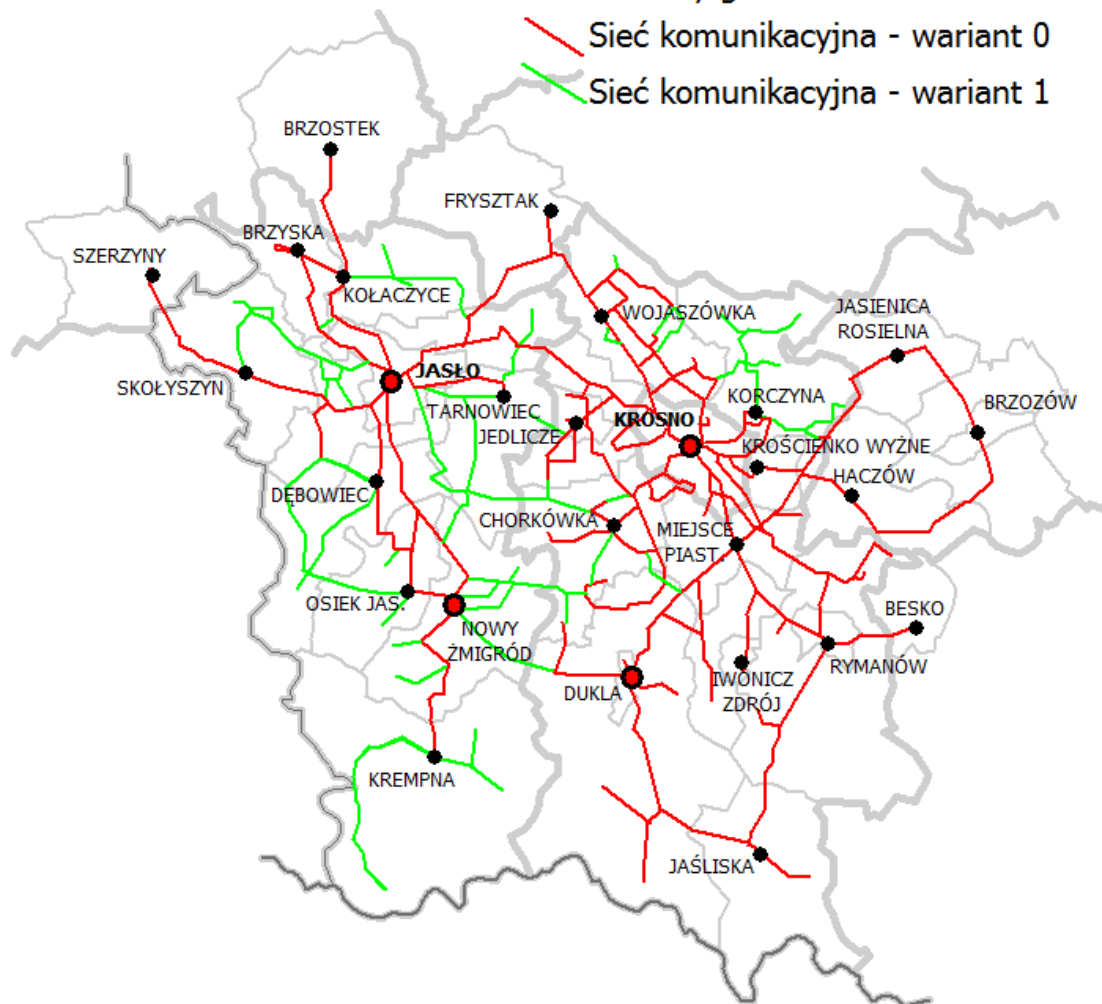 Sieć komunikacyjna - wariant 0
Sieć komunikacyjna - wariant 1
BRZOSTEK
FRYSZTAK
BRZYSKA
SZERZYNY
KOŁACZYCE
WOJASZÓWKA
JASIENICA
ROSIELNA
SKOŁYSZYN
JASŁO
TARNOWIEC
KORCZYNA
BRZOZÓW
JEDLICZE
KROSNO
KROŚCIENKO WYŻNE
HACZÓW
DĘBOWIEC
CHORKÓWKA
MIEJSCE
PIAST.
OSIEK JAS.
BESKO
NOWY
ŻMIGRÓD
RYMANÓW
DUKLA
IWONICZ
ZDRÓJ
KREMPNA
JAŚLISKA